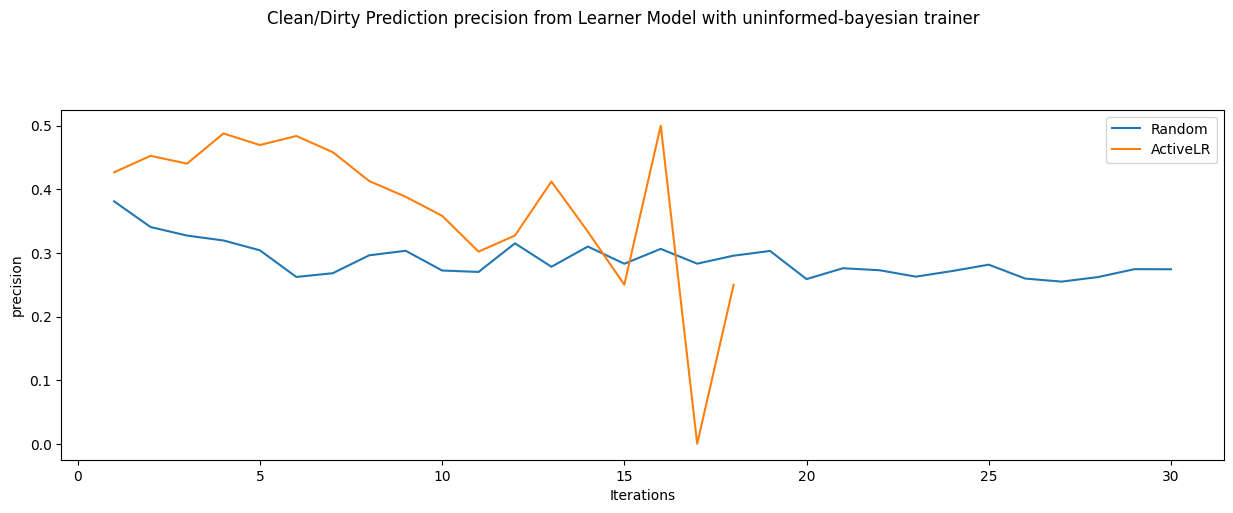 Clean/Dirty Prediction precision from Learner Model with uninformed-bayesian trainer
Random
ActiveLR
0.5
0.4
0.3
0.2
0.1
0.0
precision
0 5 10 15 20 25 30
Iterations